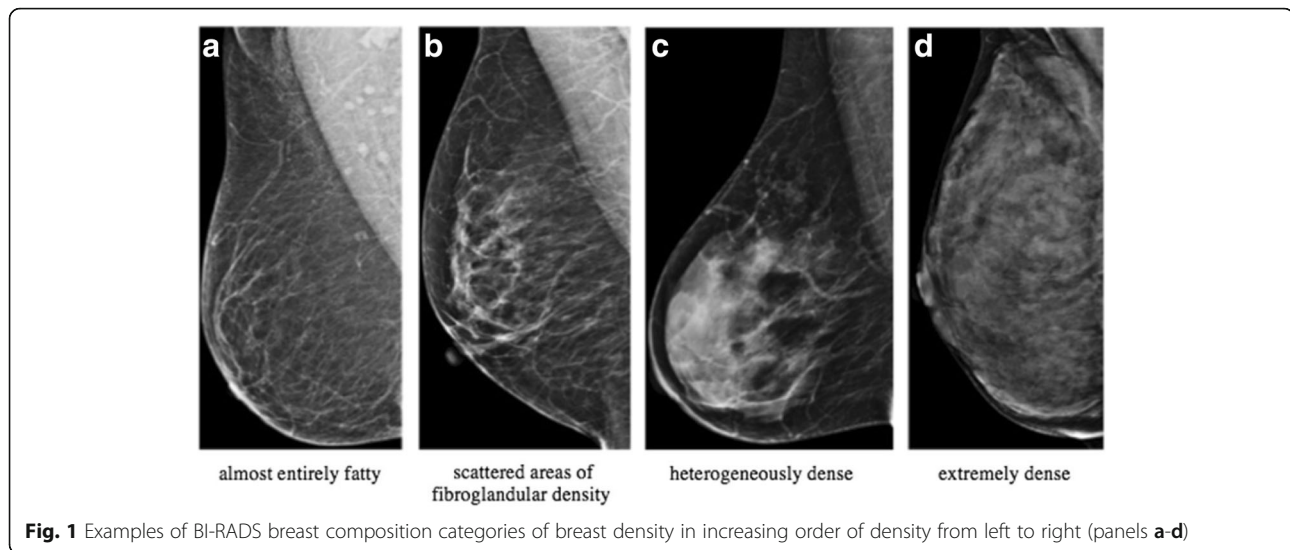 a
b
c
d
almost entirely fatty
scattered areas of
fibroglandular density
heterogeneously dense
extremely dense
Fig. 1 Examples of BI-RADS breast composition categories of breast density in increasing order of density from left to right (panels a-d)